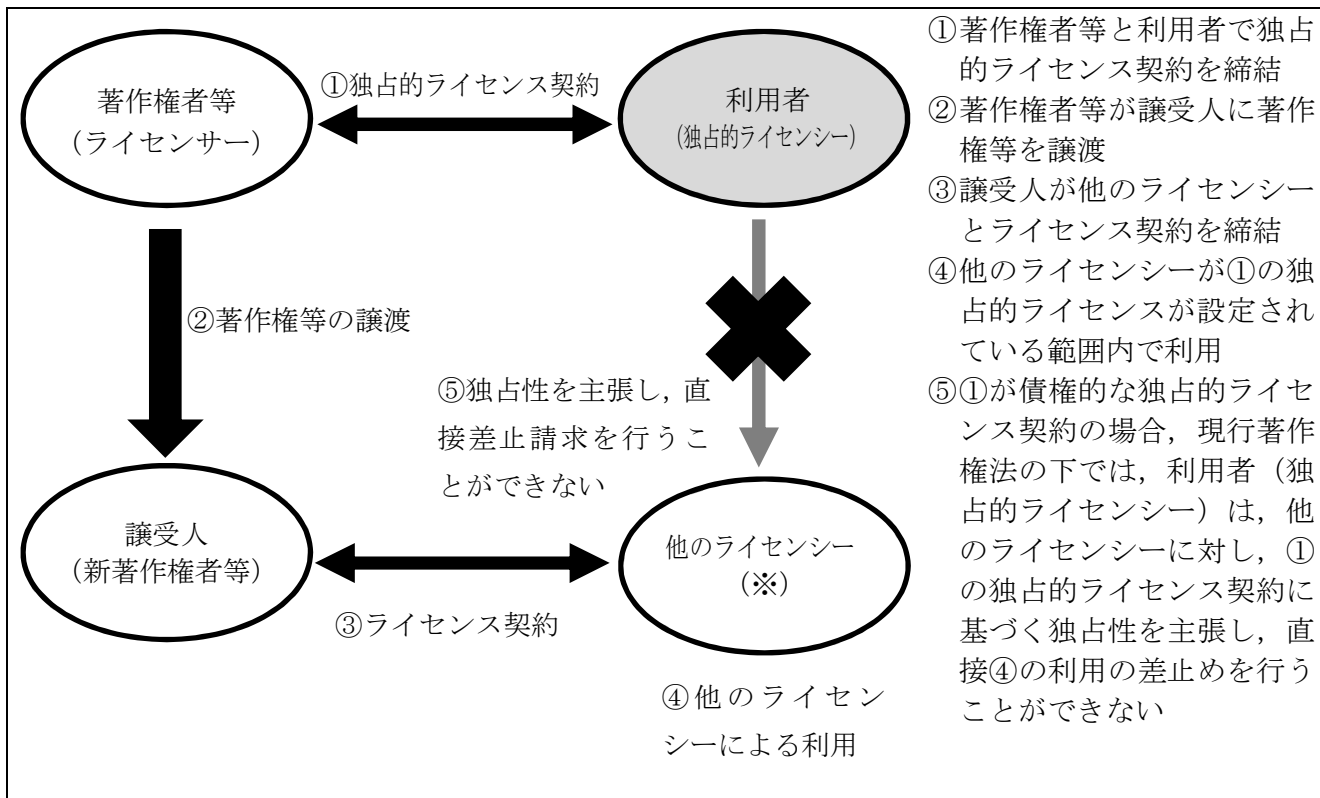 ①独占的ライセンス契約
著作権者等
(ライセンサー)
利用者
(独占的ライセンシー)
②著作権等の譲渡
⑤独占性を主張し，直
接差止請求を行うこ
とができない
譲受人
(新著作権者等)
他のライセンシー
(※)
③ライセンス契約
④他のライセン
シーによる利用
①著作権者等と利用者で独占
的ライセンス契約を締結
②著作権者等が譲受人に著作
権等を譲渡
③譲受人が他のライセンシー
とライセンス契約を締結
④他のライセンシーが①の独
占的ライセンスが設定され
ている範囲内で利用
⑤①が債権的な独占的ライセ
ンス契約の場合，現行著作
権法の下では，利用者（独
占的ライセンシー）は，他
のライセンシーに対し，①
の独占的ライセンス契約に
基づく独占性を主張し，直
接④の利用の差止めを行う
ことができない